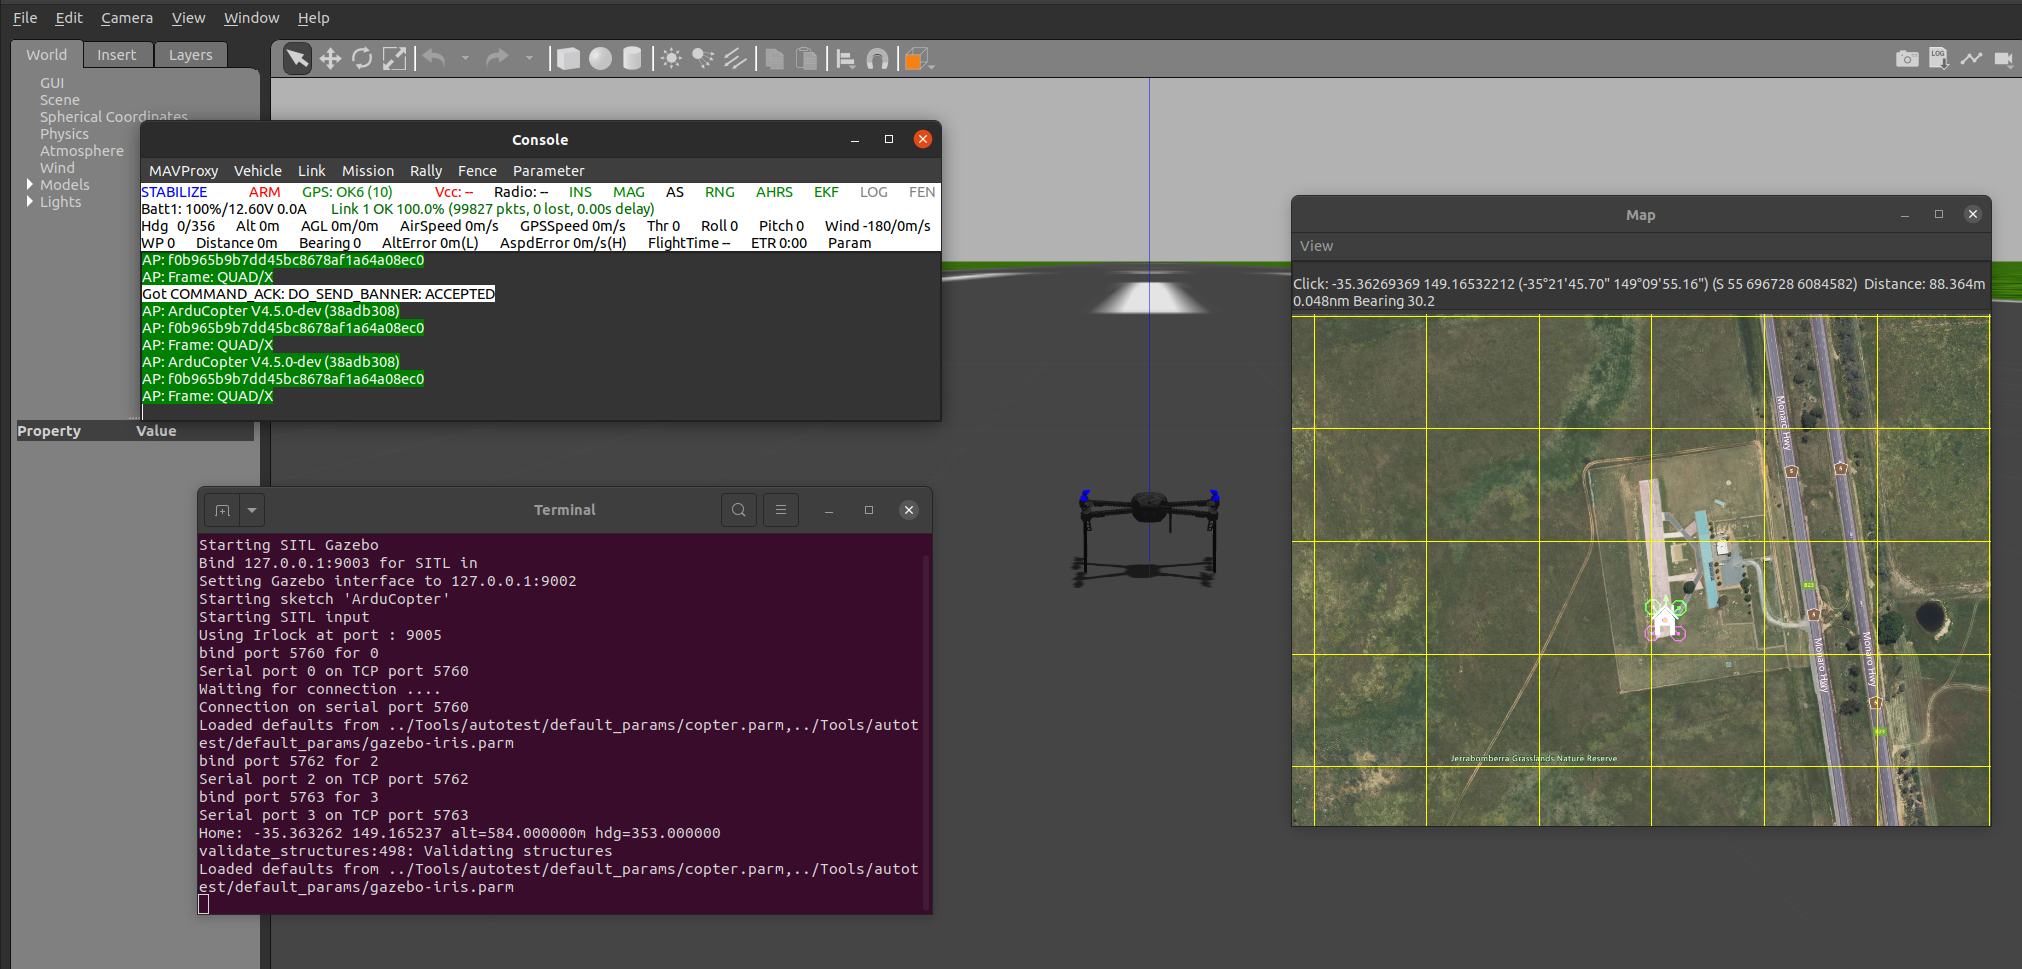 File Edit Camera View Window Help
World Insert Layers
GUI
Scene
Spherical Coordinates
Physics
Atmosphere
Wind
Models
Lights
Property Value
LOG
Console
MAVProxy Vehicle Link Mission Rally Fence Parameter
STABILIZE ARM GPS: OK6 (10) Vcc: -- Radio: -- INS MAG AS RNG AHRS EKF LOG FEN
Batt1: 100%/12.60V 0.0A Link 1 OK 100.0% (99827 pkts, 0 lost, 0.00s delay)
Hdg 0/356 Alt 0m AGL 0m/0m AirSpeed 0m/s GPSSpeed 0m/s Thr 0 Roll 0 Pitch 0 Wind -180/0m/s
WP 0 Distance 0m Bearing 0 AltError 0m(L) AspdError 0m/s(H) FlightTime -- ETR 0:00 Param
AP: f0b965b9b7dd45bc8678af1a64a08ec0
AP: Frame: QUAD/X
Got COMMAND_ACK: DO_SEND_BANNER: ACCEPTED
AP: ArduCopter V4.5.0-dev (38adb308)
AP: f0b965b9b7dd45bc8678af1a64a08ec0
AP: Frame: QUAD/X
AP: ArduCopter V4.5.0-dev (38adb308)
AP: f0b965b9b7dd45bc8678af1a64a08ec0
AP: Frame: QUAD/X
Terminal
Starting SITL Gazebo
Bind 127.0.0.1:9003 for SITL in
Setting Gazebo interface to 127.0.0.1:9002
Starting sketch 'ArduCopter'
Starting SITL input
Using Irlock at port : 9005
bind port 5760 for 0
Serial port 0 on TCP port 5760
Waiting for connection ....
Connection on serial port 5760
Loaded defaults from ../Tools/autotest/default_params/copter.parm,../Tools/autot
est/default_params/gazebo-iris.parm
bind port 5762 for 2
Serial port 2 on TCP port 5762
bind port 5763 for 3
Serial port 3 on TCP port 5763
Home: -35.363262 149.165237 alt=584.000000m hdg=353.000000
validate_structures:498: Validating structures
Loaded defaults from ../Tools/autotest/default_params/copter.parm,../Tools/autot
est/default_params/gazebo-iris.parm
Map
View
Click: -35.36269369 149.16532212 (-35°21'45.70" 149°09'55.16") (S 55 696728 6084582) Distance: 88.364m
0.048nm Bearing 30.2
Monaro Hwy
Monaro Hwy
Monaro Hwy
B23
Jerrabomberra Grasslands Nature Reserve